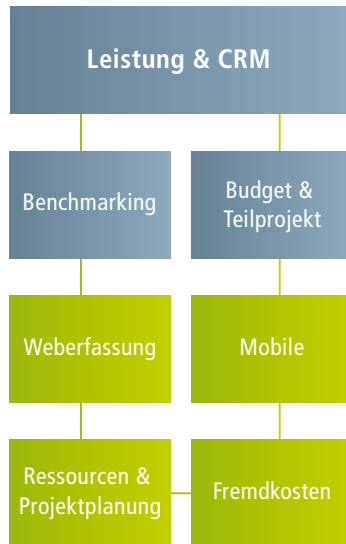 Leistung & CRM
Benchmarking
Budget &
Teilprojekt
Weberfassung
Mobile
Ressourcen &
Projektplanung
Fremdkosten